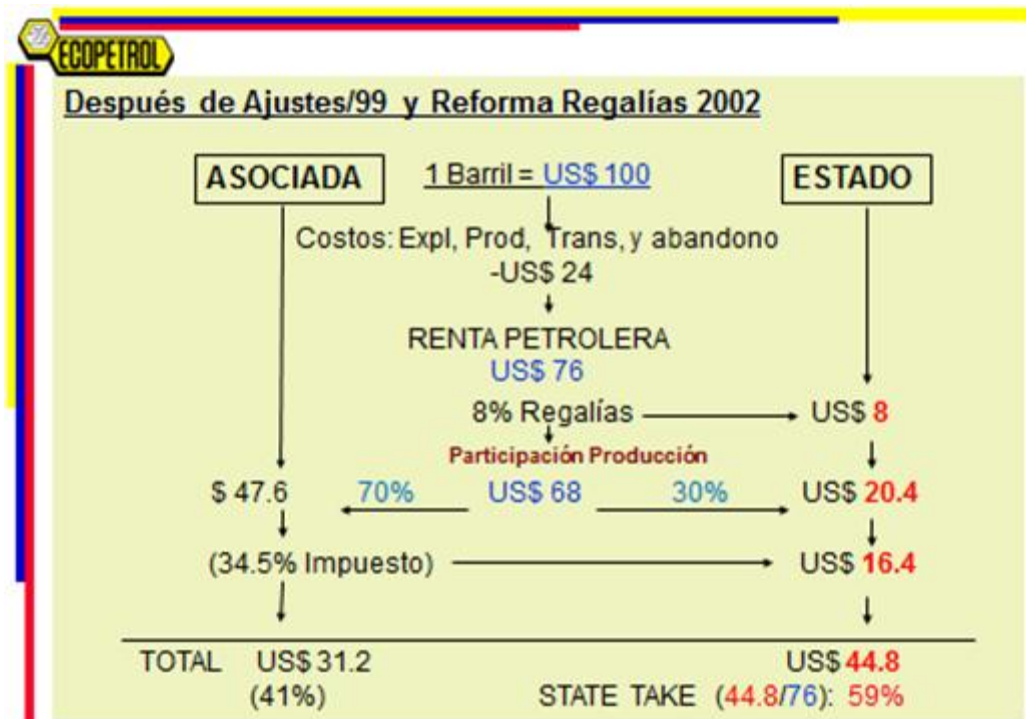 ECOPETROL
Después de Ajustes/99 y Reforma Regalías 2002
ASOCIADA 1 Barril = US$ 100 ESTADO
Costos: Expl, Prod, Trans, y abandono
-US$ 24
RENTA PETROLERA
US$ 76
8% Regalías US$ 8
Participación Producción
$ 47.6 70% US$ 68 30% US$ 20.4
(34.5% Impuesto) US$ 16.4
TOTAL US$ 31.2 US$ 44.8
(41%) STATE TAKE (44.8/76): 59%